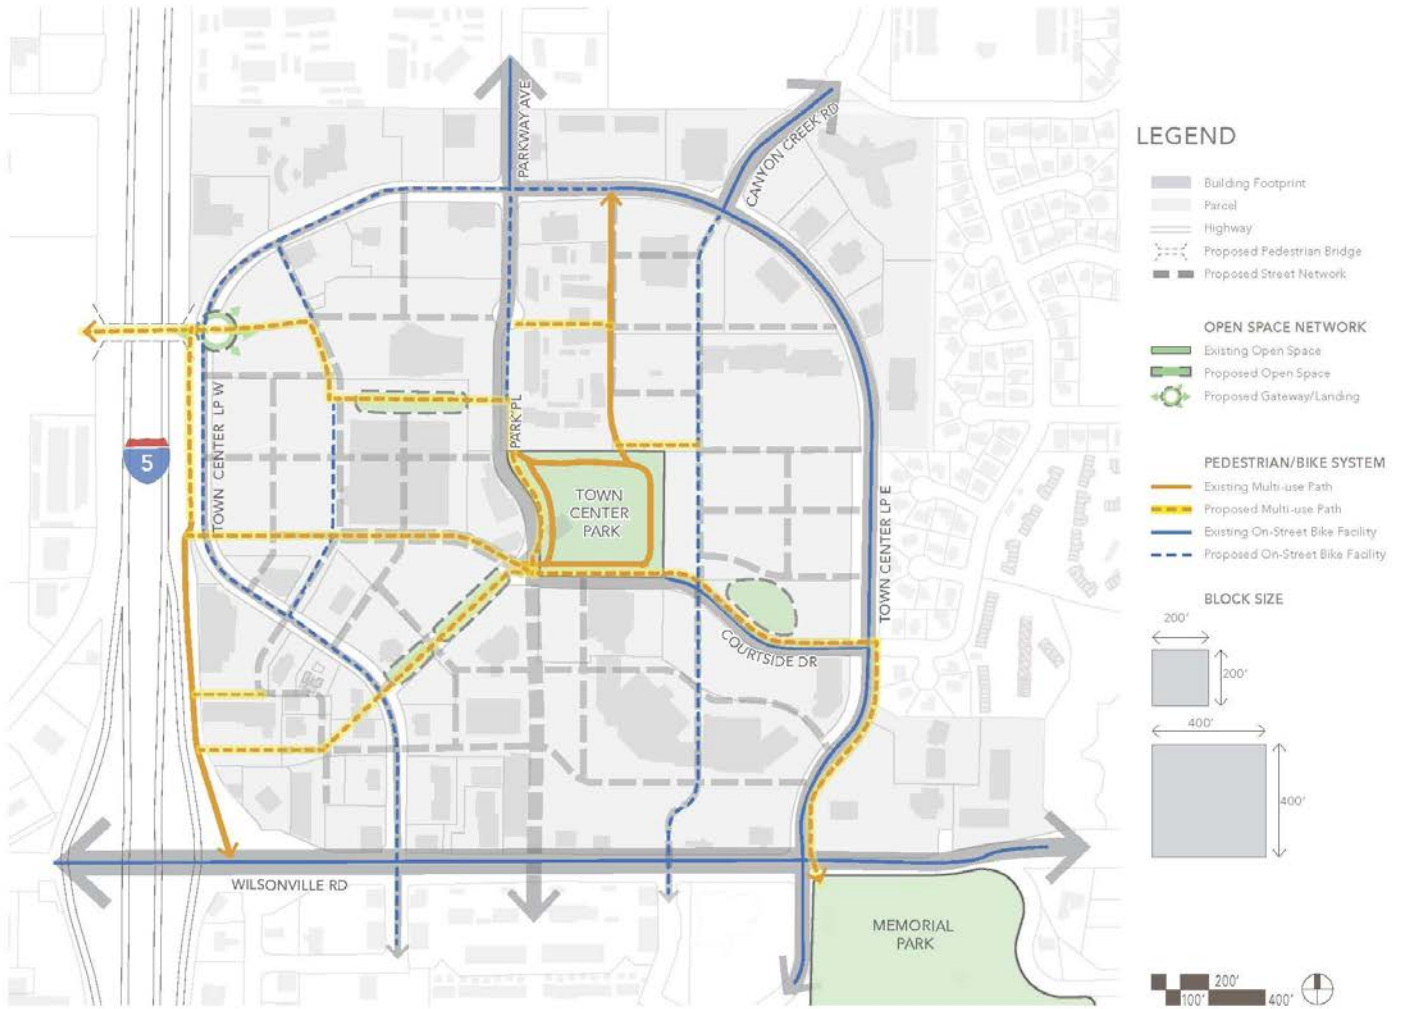 PARKWAY AVE
CANYON CREEK RD
TOWN CENTER LP W
PARK PL
5
TOWN
CENTER
PARK
TOWN CENTER LP E
COURTSIDE DR
WILSONVILLE RD
MEMORIAL
PARK
LEGEND
Building Footprint
Parcel
Highway
Proposed Pedestrian Bridge
Proposed Street Network
OPEN SPACE NETWORK
Existing Open Space
Proposed Open Space
Proposed Gateway/Landing
PEDESTRIAN/BIKE SYSTEM
Existing Multi-use Path
Proposed Multi-use Path
Existing On-Street Bike Facility
Proposed On-Street Bike Facility
BLOCK SIZE
200'
200'
400'
400'
200'
100'
400'